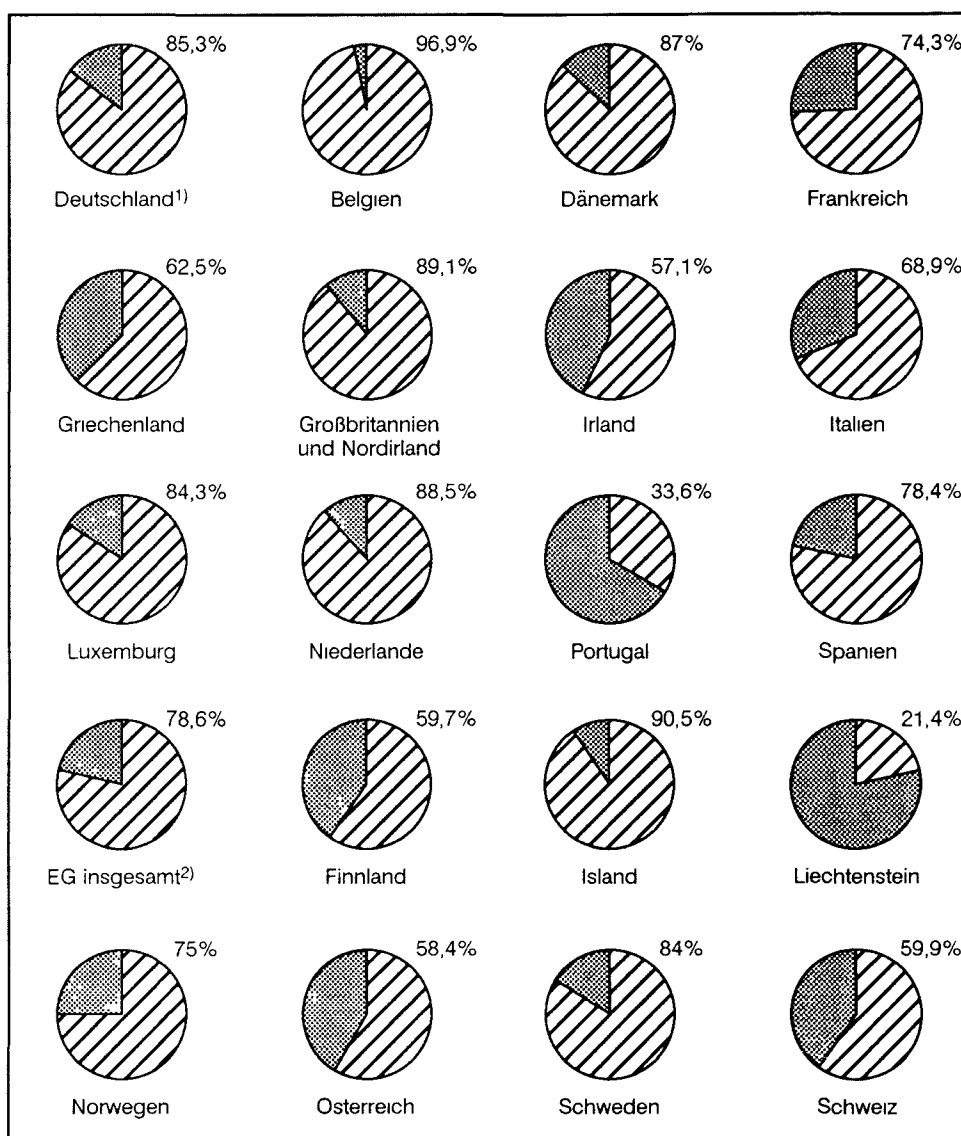 85,3%
96,9%
87%
74,3%
Deutschland¹⁾
Belgien
Dänemark
Frankreich
62,5%
89,1%
57,1%
68,9%
Griechenland
Großbritannien
und Nordirland
Irland
Italien
84,3%
88,5%
33,6%
78,4%
Luxemburg
Niederlande
Portugal
Spanien
78,6%
59,7%
90,5%
21,4%
EG insgesamt²⁾
Finnland
Island
Liechtenstein
75%
58,4%
84%
59,9%
Norwegen
Osterreich
Schweden
Schweiz